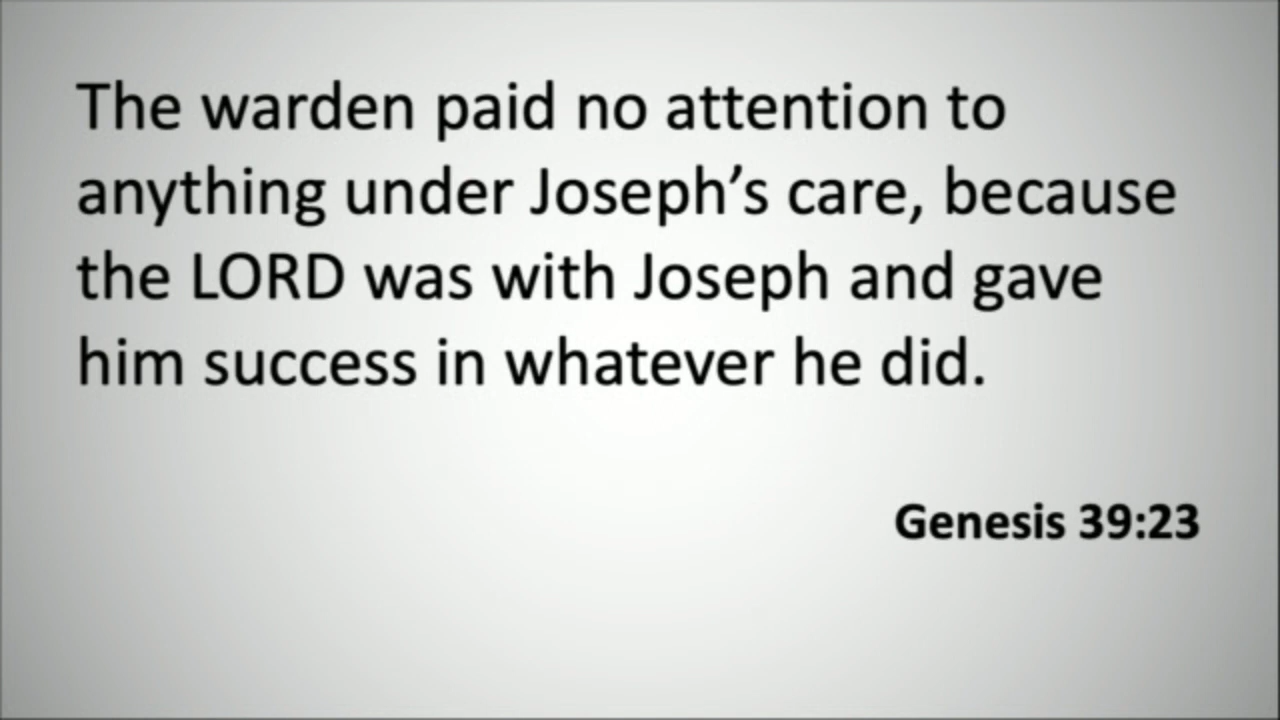 The warden paid no attention to
anything under Joseph’s care, because
the LORD was with Joseph and gave
him success in whatever he did.
Genesis 39:23